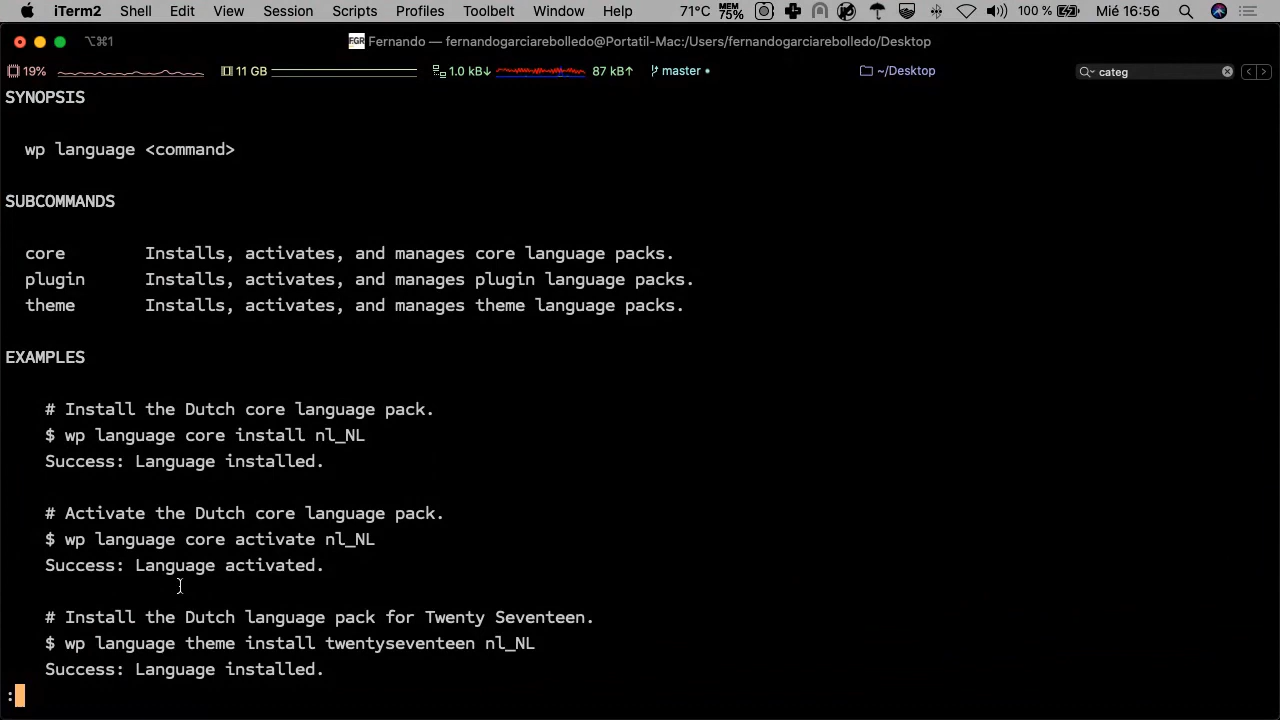 iTerm2 Shell Edit View Session Scripts Profiles Toolbelt Window Help 71°C MEM 75% 100 % Mié 16:56
⌥⌘1 FGR Fernando — fernandogarciarebolledo@Portatil-Mac:/Users/fernandogarciarebolledo/Desktop
19% 11 GB 1.0 kB↓ 87 kB↑ master • ~/Desktop categ
SYNOPSIS
wp language <command>
SUBCOMMANDS
core Installs, activates, and manages core language packs.
plugin Installs, activates, and manages plugin language packs.
theme Installs, activates, and manages theme language packs.
EXAMPLES
# Install the Dutch core language pack.
$ wp language core install nl_NL
Success: Language installed.
# Activate the Dutch core language pack.
$ wp language core activate nl_NL
Success: Language activated.
# Install the Dutch language pack for Twenty Seventeen.
$ wp language theme install twentyseventeen nl_NL
Success: Language installed.
: